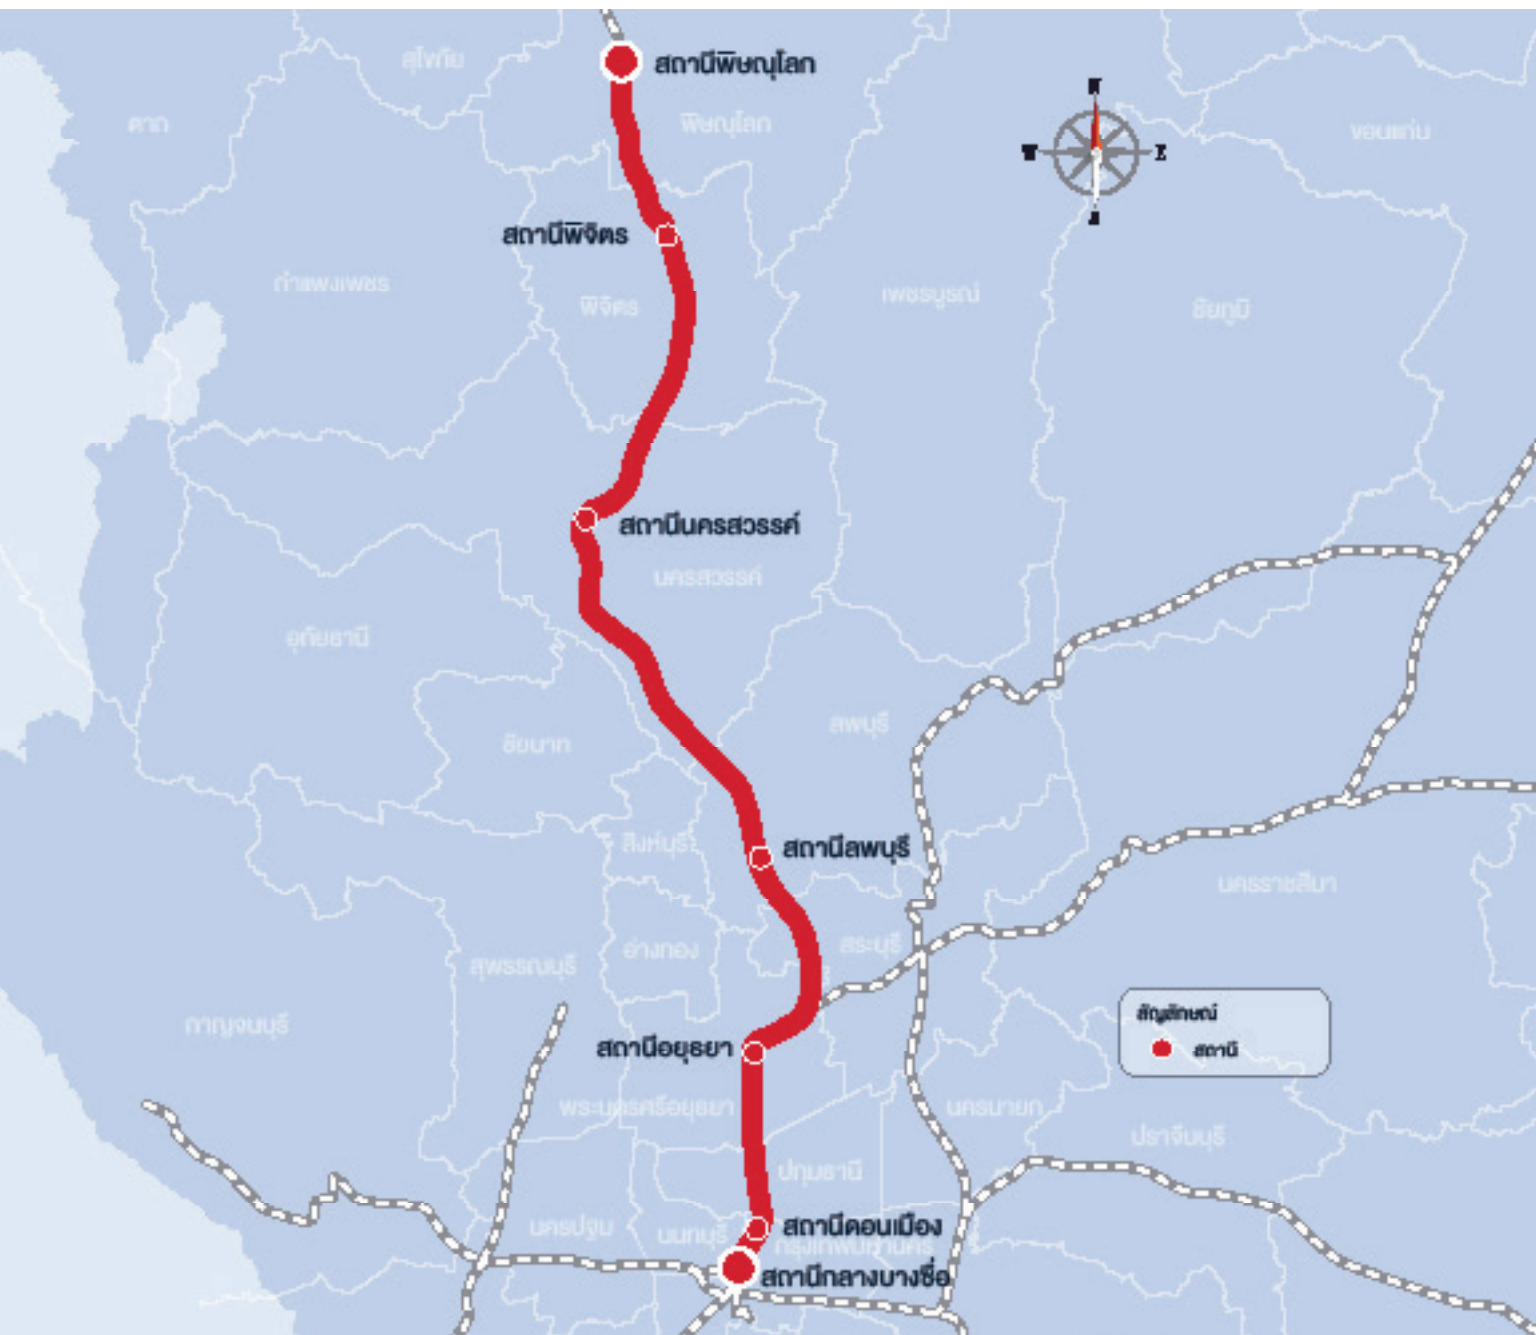 สถานีพิษณุโลก
สุโขทัย
ตาก
พิษณุโลก
ขอนแก่น
N
W
E
S
สถานีพิจิตร
กำแพงเพชร
พิจิตร
เพชรบูรณ์
ชัยภูมิ
สถานีนครสวรรค์
นครสวรรค์
อุทัยธานี
ลพบุรี
ชัยนาท
สิงห์บุรี
สถานีลพบุรี
นครราชสีมา
อ่างทอง
สระบุรี
สุพรรณบุรี
กาญจนบุรี
สัญลักษณ์
สถานี
สถานีอยุธยา
พระนครศรีอยุธยา
นครนายก
ปราจีนบุรี
ปทุมธานี
นครปฐม
นนทบุรี
สถานีดอนเมือง
กรุงเทพมหานคร
สถานีกลางบางซื่อ